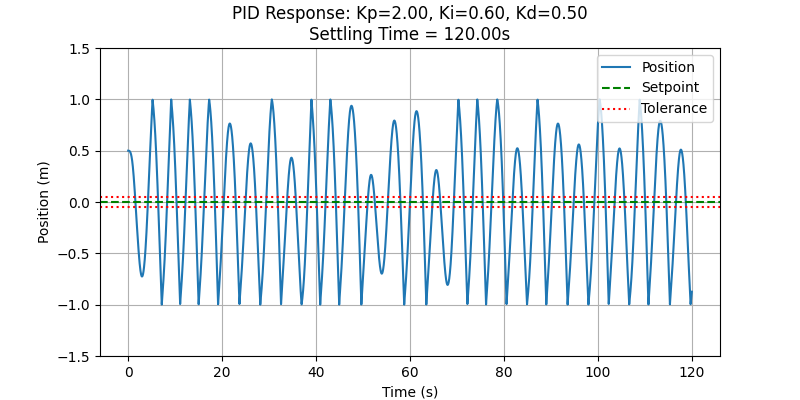 PID Response: Kp=2.00, Ki=0.60, Kd=0.50
Settling Time = 120.00s
Position (m)
1.5
1.0
0.5
0.0
−0.5
−1.0
−1.5
Position
Setpoint
Tolerance
0 20 40 60 80 100 120
Time (s)